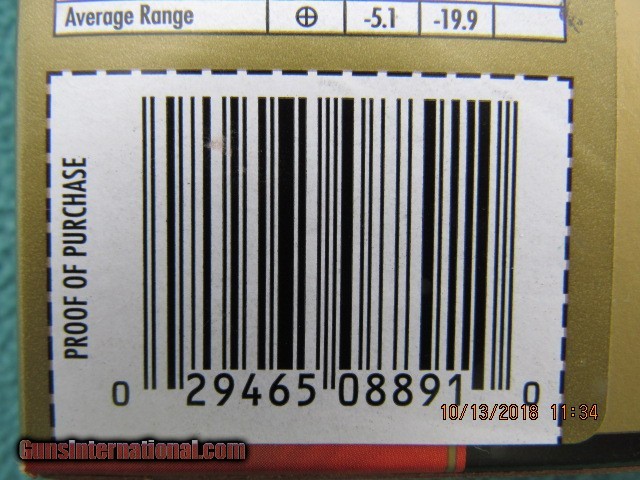 Average Range ⊕ -5.1 -19.9
PROOF OF PURCHASE
0 29465 08891 0
10/13/2018 11:34
GunsInternational.com